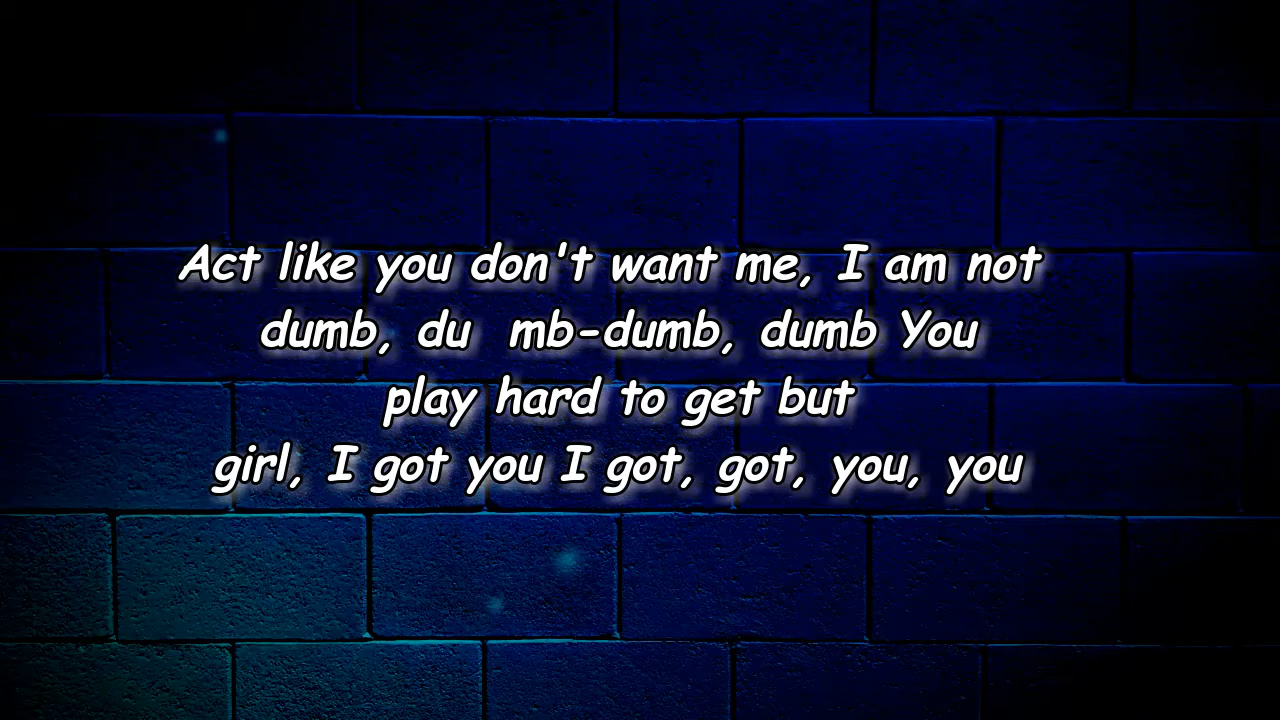 Act like you don't want me, I am not
dumb, du  mb-dumb, dumb You
play hard to get but
girl, I got you I got, got, you, you